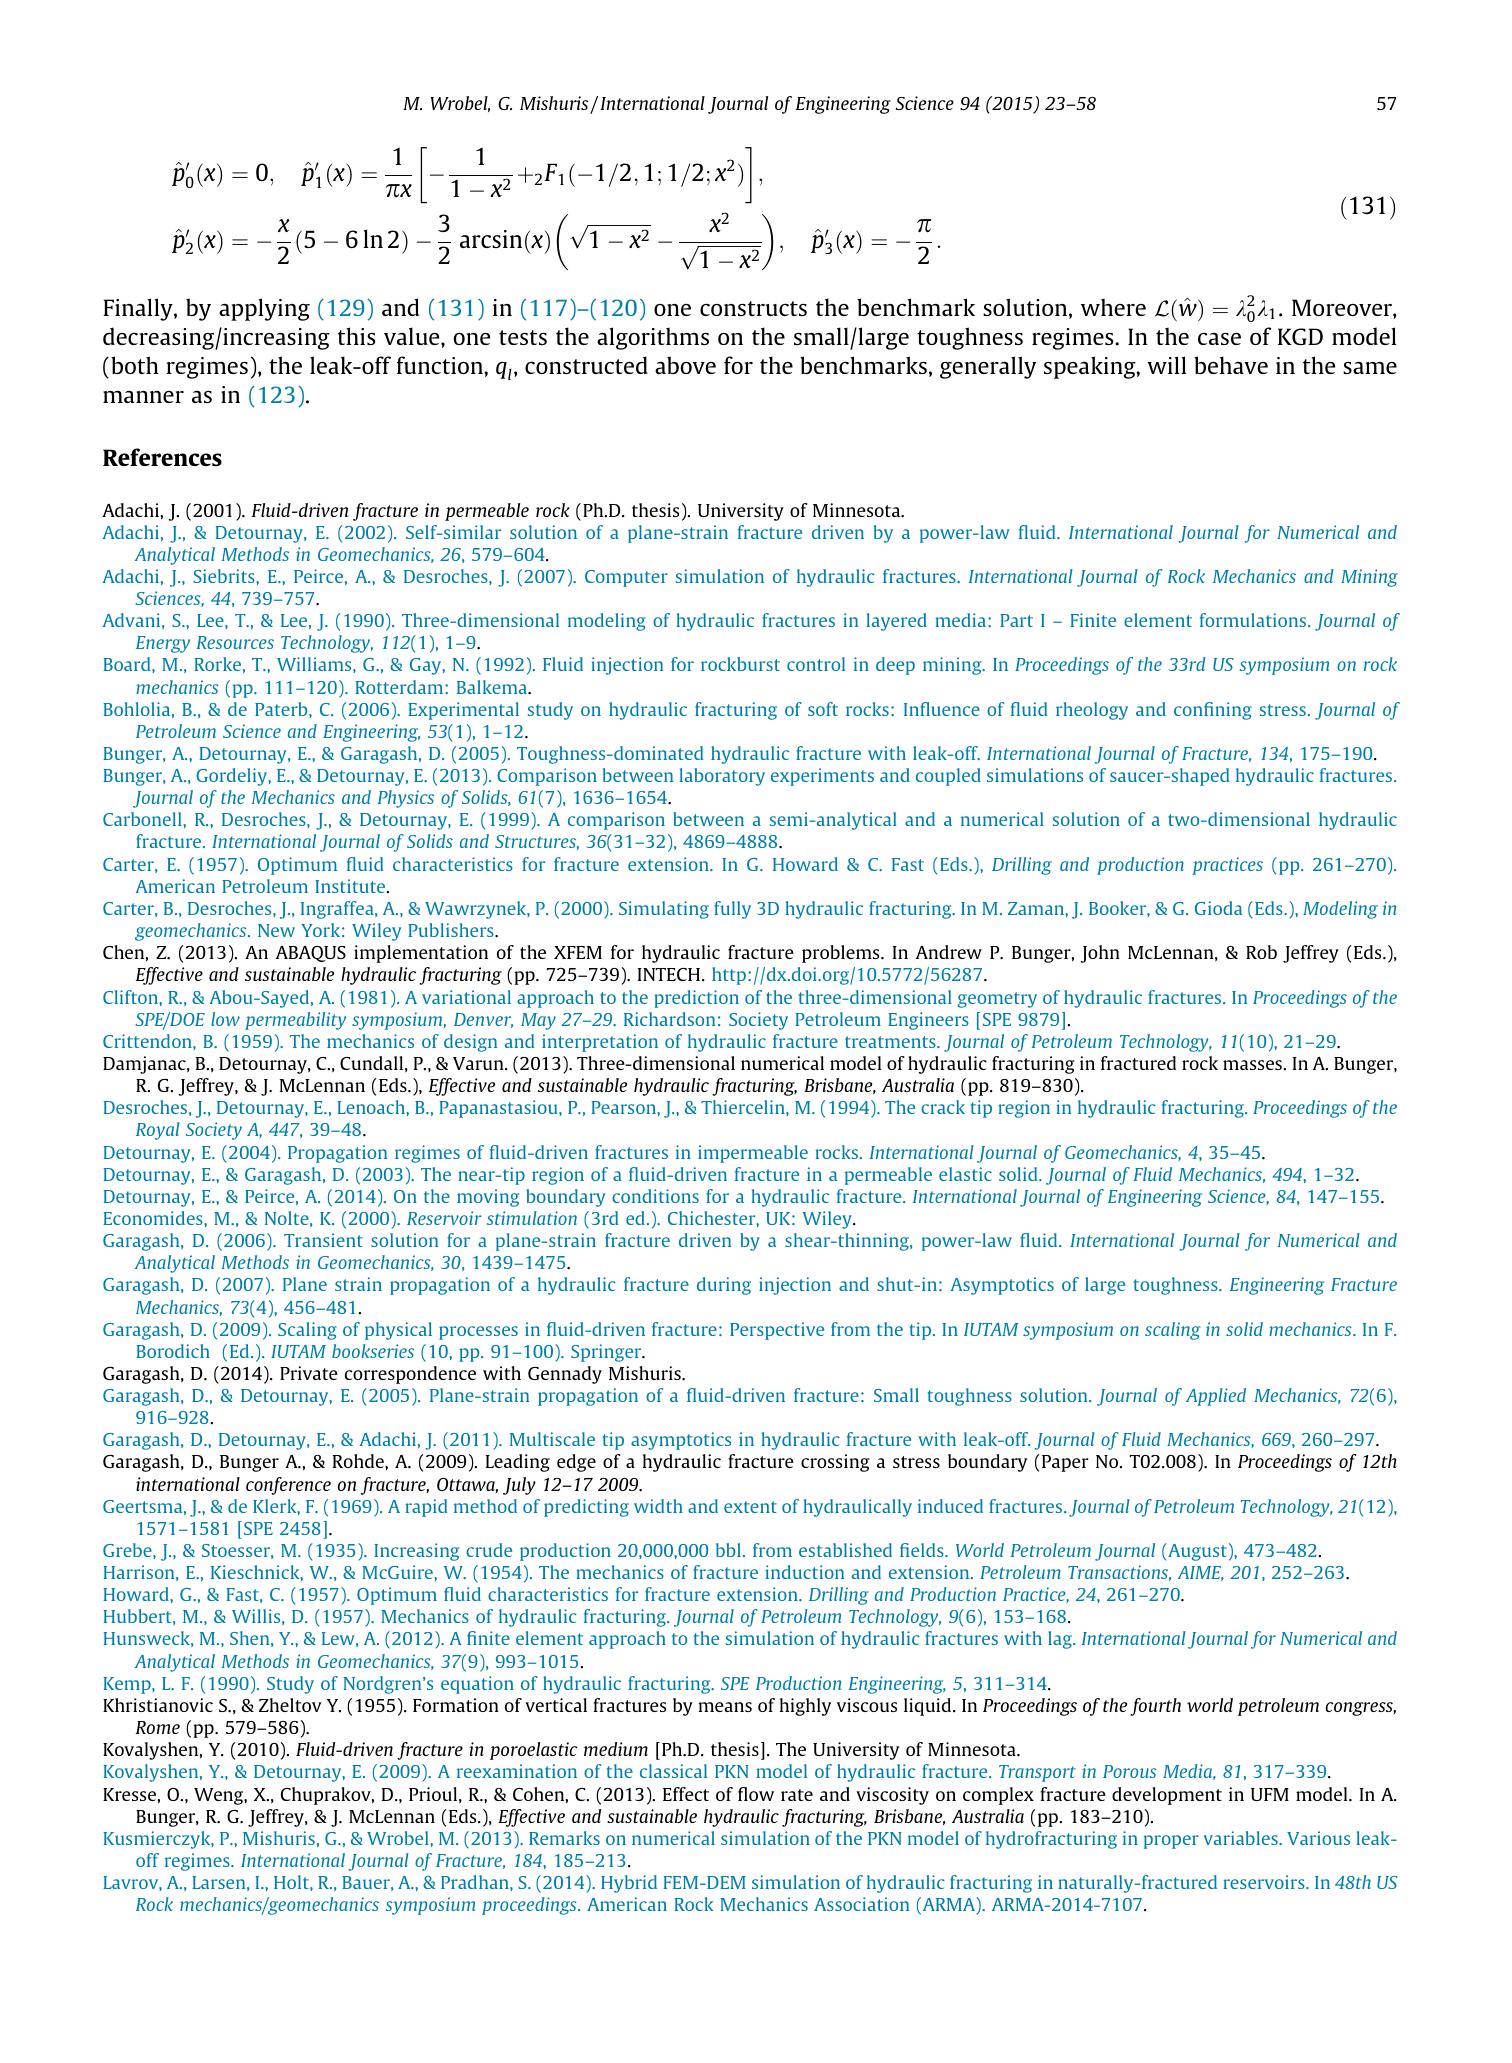 M. Wrobel, G. Mishuris / International Journal of Engineering Science 94 (2015) 23–58 57
p̂′₀(x) = 0, p̂′₁(x) = 1/(πx) [ −1/(1 − x²) + ₂F₁(−1/2, 1; 1/2; x²) ],
p̂′₂(x) = −x/2 (5 − 6 ln 2) − 3/2 arcsin(x) ( √(1 − x²) − x²/√(1 − x²) ), p̂′₃(x) = −π/2.
(131)
Finally, by applying (129) and (131) in (117)–(120) one constructs the benchmark solution, where ℒ(ŵ) = λ₀²λ₁. Moreover,
decreasing/increasing this value, one tests the algorithms on the small/large toughness regimes. In the case of KGD model
(both regimes), the leak-off function, qₗ, constructed above for the benchmarks, generally speaking, will behave in the same
manner as in (123).
References
Adachi, J. (2001). Fluid-driven fracture in permeable rock (Ph.D. thesis). University of Minnesota.
Adachi, J., & Detournay, E. (2002). Self-similar solution of a plane-strain fracture driven by a power-law fluid. International Journal for Numerical and
Analytical Methods in Geomechanics, 26, 579–604.
Adachi, J., Siebrits, E., Peirce, A., & Desroches, J. (2007). Computer simulation of hydraulic fractures. International Journal of Rock Mechanics and Mining
Sciences, 44, 739–757.
Advani, S., Lee, T., & Lee, J. (1990). Three-dimensional modeling of hydraulic fractures in layered media: Part I – Finite element formulations. Journal of
Energy Resources Technology, 112(1), 1–9.
Board, M., Rorke, T., Williams, G., & Gay, N. (1992). Fluid injection for rockburst control in deep mining. In Proceedings of the 33rd US symposium on rock
mechanics (pp. 111–120). Rotterdam: Balkema.
Bohlolia, B., & de Paterb, C. (2006). Experimental study on hydraulic fracturing of soft rocks: Influence of fluid rheology and confining stress. Journal of
Petroleum Science and Engineering, 53(1), 1–12.
Bunger, A., Detournay, E., & Garagash, D. (2005). Toughness-dominated hydraulic fracture with leak-off. International Journal of Fracture, 134, 175–190.
Bunger, A., Gordeliy, E., & Detournay, E. (2013). Comparison between laboratory experiments and coupled simulations of saucer-shaped hydraulic fractures.
Journal of the Mechanics and Physics of Solids, 61(7), 1636–1654.
Carbonell, R., Desroches, J., & Detournay, E. (1999). A comparison between a semi-analytical and a numerical solution of a two-dimensional hydraulic
fracture. International Journal of Solids and Structures, 36(31–32), 4869–4888.
Carter, E. (1957). Optimum fluid characteristics for fracture extension. In G. Howard & C. Fast (Eds.), Drilling and production practices (pp. 261–270).
American Petroleum Institute.
Carter, B., Desroches, J., Ingraffea, A., & Wawrzynek, P. (2000). Simulating fully 3D hydraulic fracturing. In M. Zaman, J. Booker, & G. Gioda (Eds.), Modeling in
geomechanics. New York: Wiley Publishers.
Chen, Z. (2013). An ABAQUS implementation of the XFEM for hydraulic fracture problems. In Andrew P. Bunger, John McLennan, & Rob Jeffrey (Eds.),
Effective and sustainable hydraulic fracturing (pp. 725–739). INTECH. http://dx.doi.org/10.5772/56287.
Clifton, R., & Abou-Sayed, A. (1981). A variational approach to the prediction of the three-dimensional geometry of hydraulic fractures. In Proceedings of the
SPE/DOE low permeability symposium, Denver, May 27–29. Richardson: Society Petroleum Engineers [SPE 9879].
Crittendon, B. (1959). The mechanics of design and interpretation of hydraulic fracture treatments. Journal of Petroleum Technology, 11(10), 21–29.
Damjanac, B., Detournay, C., Cundall, P., & Varun. (2013). Three-dimensional numerical model of hydraulic fracturing in fractured rock masses. In A. Bunger,
R. G. Jeffrey, & J. McLennan (Eds.), Effective and sustainable hydraulic fracturing, Brisbane, Australia (pp. 819–830).
Desroches, J., Detournay, E., Lenoach, B., Papanastasiou, P., Pearson, J., & Thiercelin, M. (1994). The crack tip region in hydraulic fracturing. Proceedings of the
Royal Society A, 447, 39–48.
Detournay, E. (2004). Propagation regimes of fluid-driven fractures in impermeable rocks. International Journal of Geomechanics, 4, 35–45.
Detournay, E., & Garagash, D. (2003). The near-tip region of a fluid-driven fracture in a permeable elastic solid. Journal of Fluid Mechanics, 494, 1–32.
Detournay, E., & Peirce, A. (2014). On the moving boundary conditions for a hydraulic fracture. International Journal of Engineering Science, 84, 147–155.
Economides, M., & Nolte, K. (2000). Reservoir stimulation (3rd ed.). Chichester, UK: Wiley.
Garagash, D. (2006). Transient solution for a plane-strain fracture driven by a shear-thinning, power-law fluid. International Journal for Numerical and
Analytical Methods in Geomechanics, 30, 1439–1475.
Garagash, D. (2007). Plane strain propagation of a hydraulic fracture during injection and shut-in: Asymptotics of large toughness. Engineering Fracture
Mechanics, 73(4), 456–481.
Garagash, D. (2009). Scaling of physical processes in fluid-driven fracture: Perspective from the tip. In IUTAM symposium on scaling in solid mechanics. In F.
Borodich (Ed.). IUTAM bookseries (10, pp. 91–100). Springer.
Garagash, D. (2014). Private correspondence with Gennady Mishuris.
Garagash, D., & Detournay, E. (2005). Plane-strain propagation of a fluid-driven fracture: Small toughness solution. Journal of Applied Mechanics, 72(6),
916–928.
Garagash, D., Detournay, E., & Adachi, J. (2011). Multiscale tip asymptotics in hydraulic fracture with leak-off. Journal of Fluid Mechanics, 669, 260–297.
Garagash, D., Bunger A., & Rohde, A. (2009). Leading edge of a hydraulic fracture crossing a stress boundary (Paper No. T02.008). In Proceedings of 12th
international conference on fracture, Ottawa, July 12–17 2009.
Geertsma, J., & de Klerk, F. (1969). A rapid method of predicting width and extent of hydraulically induced fractures. Journal of Petroleum Technology, 21(12),
1571–1581 [SPE 2458].
Grebe, J., & Stoesser, M. (1935). Increasing crude production 20,000,000 bbl. from established fields. World Petroleum Journal (August), 473–482.
Harrison, E., Kieschnick, W., & McGuire, W. (1954). The mechanics of fracture induction and extension. Petroleum Transactions, AIME, 201, 252–263.
Howard, G., & Fast, C. (1957). Optimum fluid characteristics for fracture extension. Drilling and Production Practice, 24, 261–270.
Hubbert, M., & Willis, D. (1957). Mechanics of hydraulic fracturing. Journal of Petroleum Technology, 9(6), 153–168.
Hunsweck, M., Shen, Y., & Lew, A. (2012). A finite element approach to the simulation of hydraulic fractures with lag. International Journal for Numerical and
Analytical Methods in Geomechanics, 37(9), 993–1015.
Kemp, L. F. (1990). Study of Nordgren's equation of hydraulic fracturing. SPE Production Engineering, 5, 311–314.
Khristianovic S., & Zheltov Y. (1955). Formation of vertical fractures by means of highly viscous liquid. In Proceedings of the fourth world petroleum congress,
Rome (pp. 579–586).
Kovalyshen, Y. (2010). Fluid-driven fracture in poroelastic medium [Ph.D. thesis]. The University of Minnesota.
Kovalyshen, Y., & Detournay, E. (2009). A reexamination of the classical PKN model of hydraulic fracture. Transport in Porous Media, 81, 317–339.
Kresse, O., Weng, X., Chuprakov, D., Prioul, R., & Cohen, C. (2013). Effect of flow rate and viscosity on complex fracture development in UFM model. In A.
Bunger, R. G. Jeffrey, & J. McLennan (Eds.), Effective and sustainable hydraulic fracturing, Brisbane, Australia (pp. 183–210).
Kusmierczyk, P., Mishuris, G., & Wrobel, M. (2013). Remarks on numerical simulation of the PKN model of hydrofracturing in proper variables. Various leak-
off regimes. International Journal of Fracture, 184, 185–213.
Lavrov, A., Larsen, I., Holt, R., Bauer, A., & Pradhan, S. (2014). Hybrid FEM-DEM simulation of hydraulic fracturing in naturally-fractured reservoirs. In 48th US
Rock mechanics/geomechanics symposium proceedings. American Rock Mechanics Association (ARMA). ARMA-2014-7107.